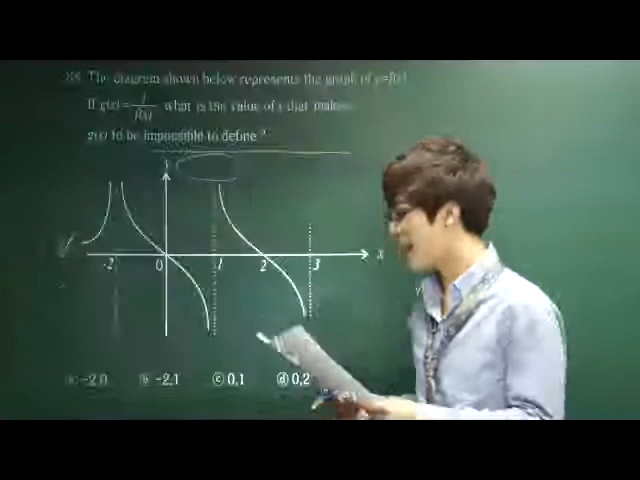 The diagram shown below represents the graph of y=f(x)
If g(x)=1/f(x) what is the value of x that makes
g(x) to be impossible to define?
y
-2 0 1 2 3 x
ⓐ -2,0 ⓑ -2,1 ⓒ 0,1 ⓓ 0,2